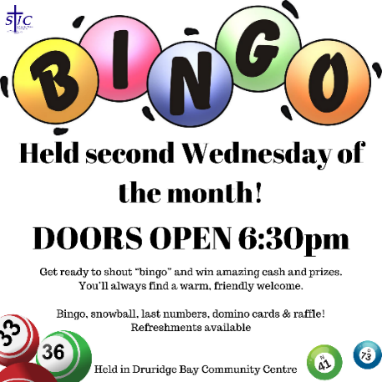 STC
BINGO
Held second Wednesday of
the month!
DOORS OPEN 6:30pm
Get ready to shout "bingo" and win amazing cash and prizes.
You'll always find a warm, friendly welcome.
Bingo, snowball, last numbers, domino cards & raffle!
Refreshments available
33
36
Held in Druridge Bay Community Centre
41
73